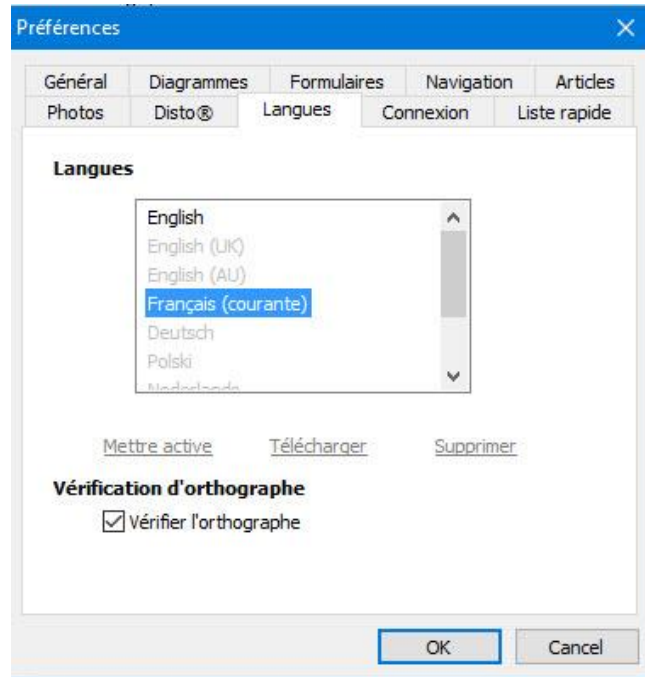 Préférences
Général Diagrammes Formulaires Navigation Articles
Photos Disto® Langues Connexion Liste rapide
Langues
English
English (UK)
English (AU)
Français (courante)
Deutsch
Polski
Mettre active Télécharger Supprimer
Vérification d'orthographe
Vérifier l'orthographe
OK Cancel